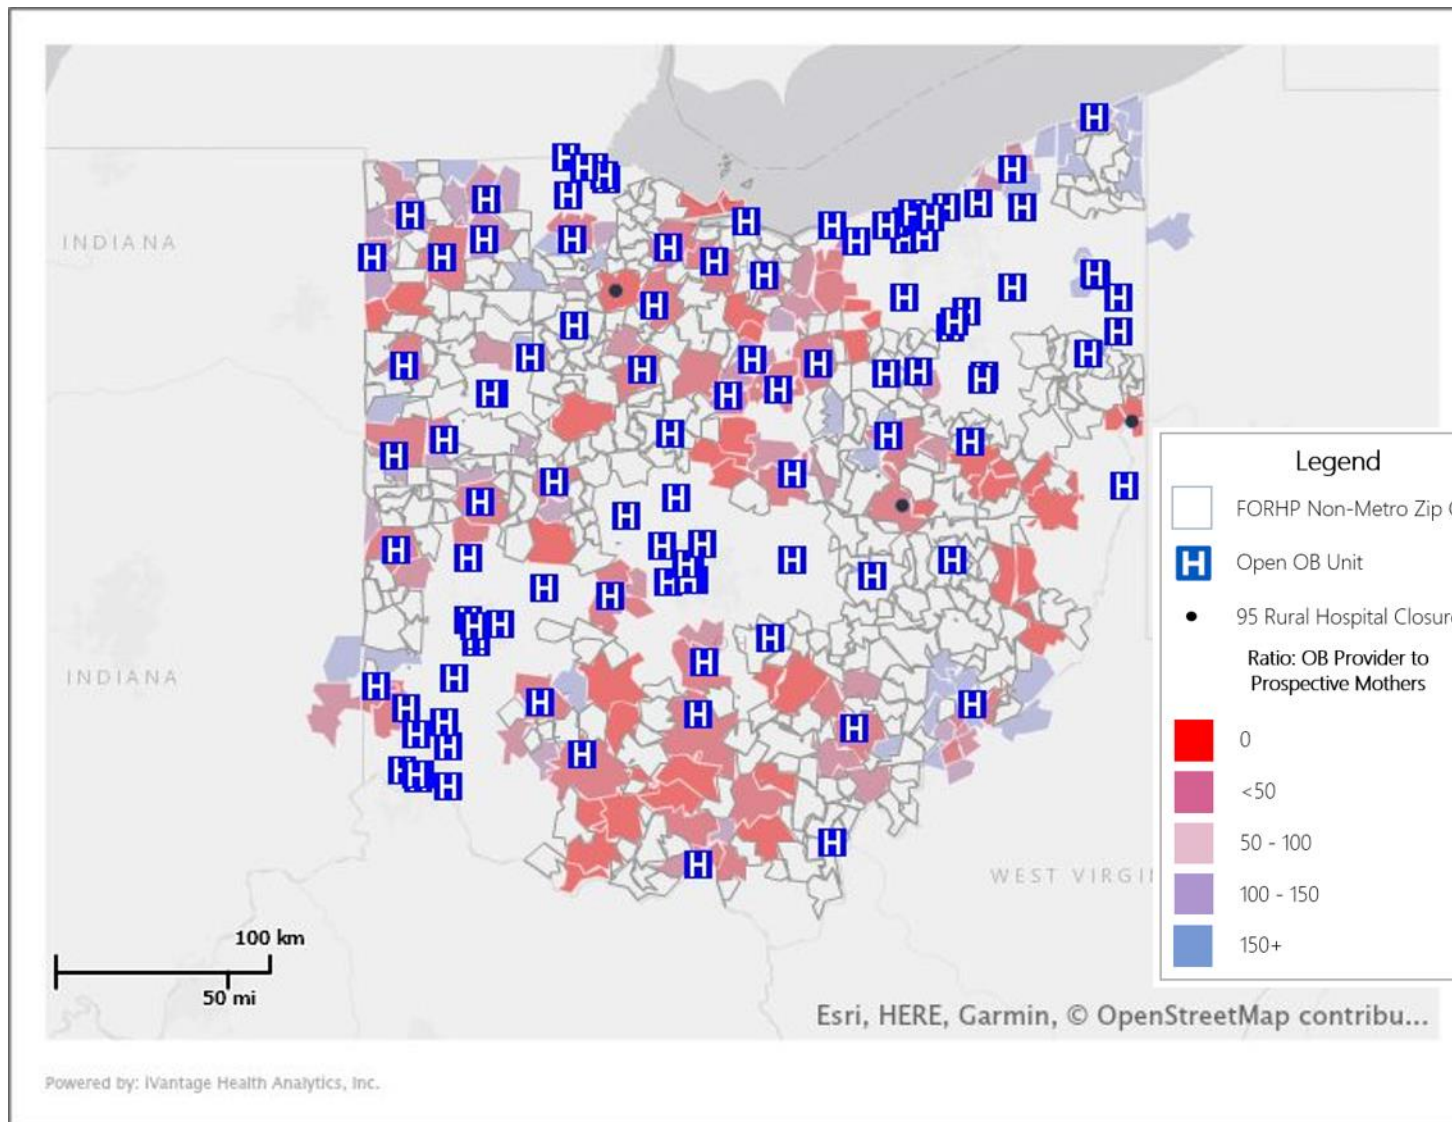 INDIANA
INDIANA
WEST VIRGI
Legend
FORHP Non-Metro Zip
Open OB Unit
95 Rural Hospital Closur
Ratio: OB Provider to
Prospective Mothers
0
<50
50 - 100
100 - 150
150+
100 km
50 mi
Esri, HERE, Garmin, © OpenStreetMap contribu...
Powered by: iVantage Health Analytics, Inc.